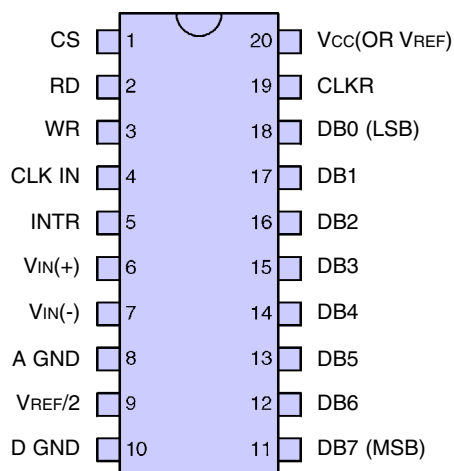 CS 1 20 VCC(OR VREF)
RD 2 19 CLKR
WR 3 18 DB0 (LSB)
CLK IN 4 17 DB1
INTR 5 16 DB2
VIN(+) 6 15 DB3
VIN(-) 7 14 DB4
A GND 8 13 DB5
VREF/2 9 12 DB6
D GND 10 11 DB7 (MSB)